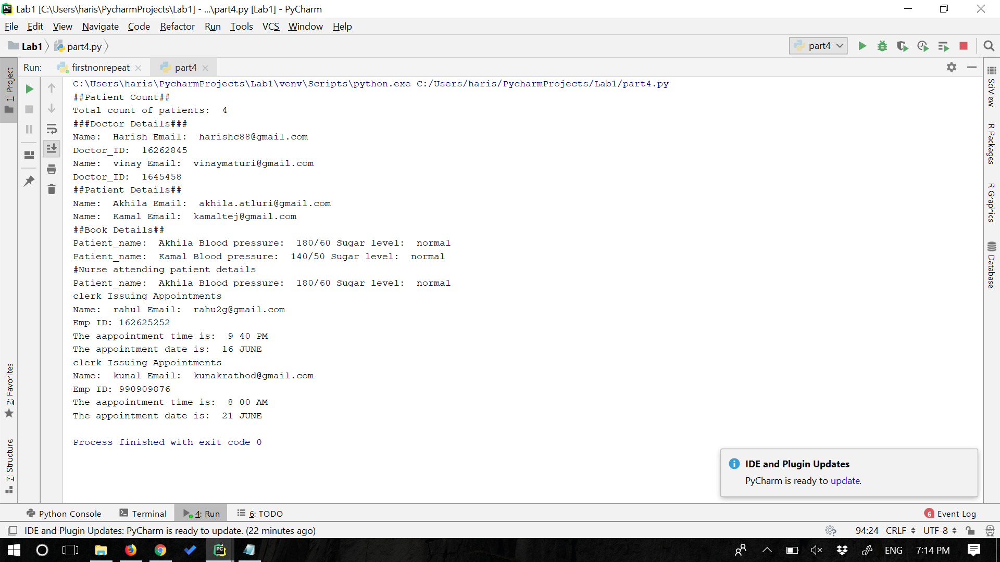 Lab1 [C:\Users\haris\PycharmProjects\Lab1] - ...\part4.py [Lab1] - PyCharm
File Edit View Navigate Code Refactor Run Tools VCS Window Help
Lab1 part4.py part4
Run: firstnonrepeat part4
1: Project
2: Favorites
7: Structure
C:\Users\haris\PycharmProjects\Lab1\venv\Scripts\python.exe C:/Users/haris/PycharmProjects/Lab1/part4.py
##Patient Count##
Total count of patients:  4
###Doctor Details###
Name:  Harish Email:  harishc88@gmail.com
Doctor_ID:  16262845
Name:  vinay Email:  vinaymaturi@gmail.com
Doctor_ID:  1645458
##Patient Details##
Name:  Akhila Email:  akhila.atluri@gmail.com
Name:  Kamal Email:  kamaltej@gmail.com
##Book Details##
Patient_name:  Akhila Blood pressure:  180/60 Sugar level:  normal
Patient_name:  Kamal Blood pressure:  140/50 Sugar level:  normal
#Nurse attending patient details
Patient_name:  Akhila Blood pressure:  180/60 Sugar level:  normal
clerk Issuing Appointments
Name:  rahul Email:  rahu2g@gmail.com
Emp ID: 162625252
The aappointment time is:  9 40 PM
The appointment date is:  16 JUNE
clerk Issuing Appointments
Name:  kunal Email:  kunakrathod@gmail.com
Emp ID: 990909876
The aappointment time is:  8 00 AM
The appointment date is:  21 JUNE
Process finished with exit code 0
SciView
R Packages
R Graphics
Database
IDE and Plugin Updates
PyCharm is ready to update.
Python Console Terminal 4: Run 6: TODO 6 Event Log
IDE and Plugin Updates: PyCharm is ready to update. (22 minutes ago) 94:24 CRLF UTF-8
ENG 7:14 PM